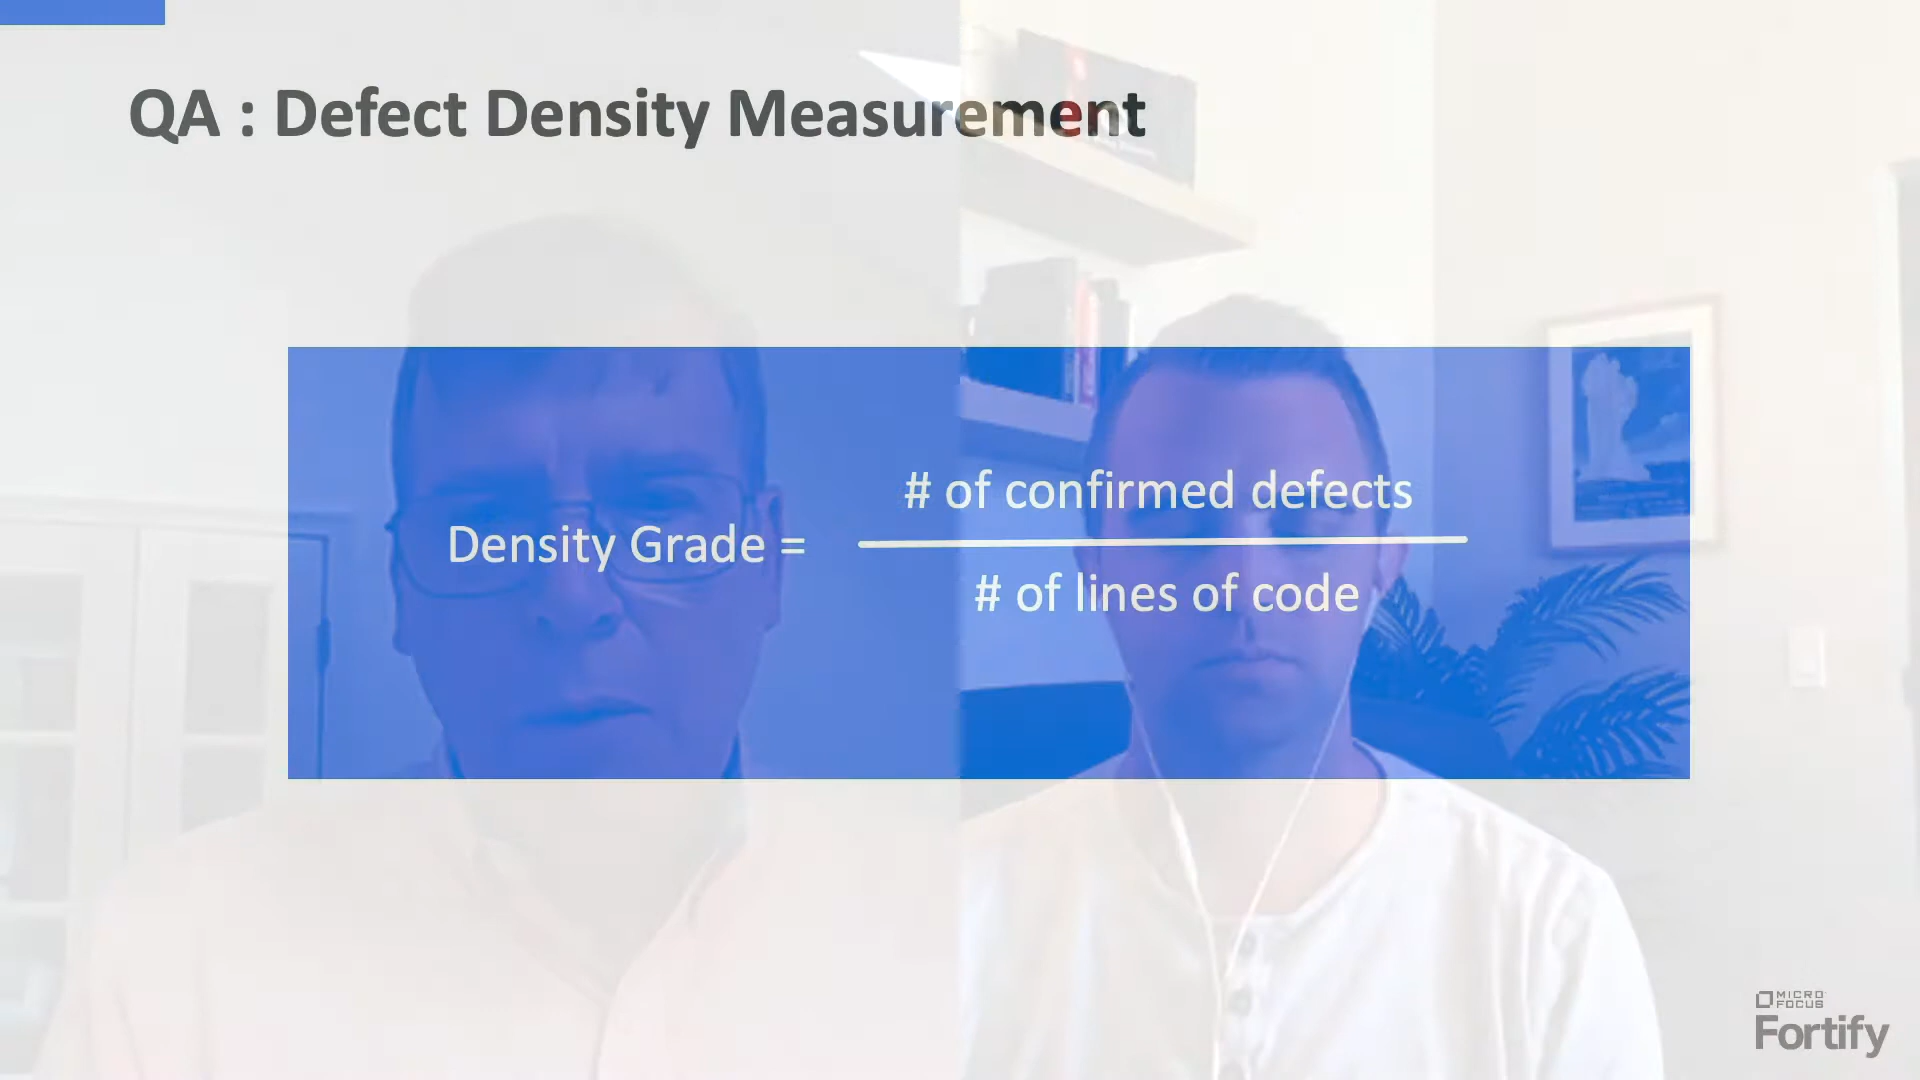 QA : Defect Density Measurement
Density Grade =
# of confirmed defects
# of lines of code
MICRO
FOCUS
Fortify